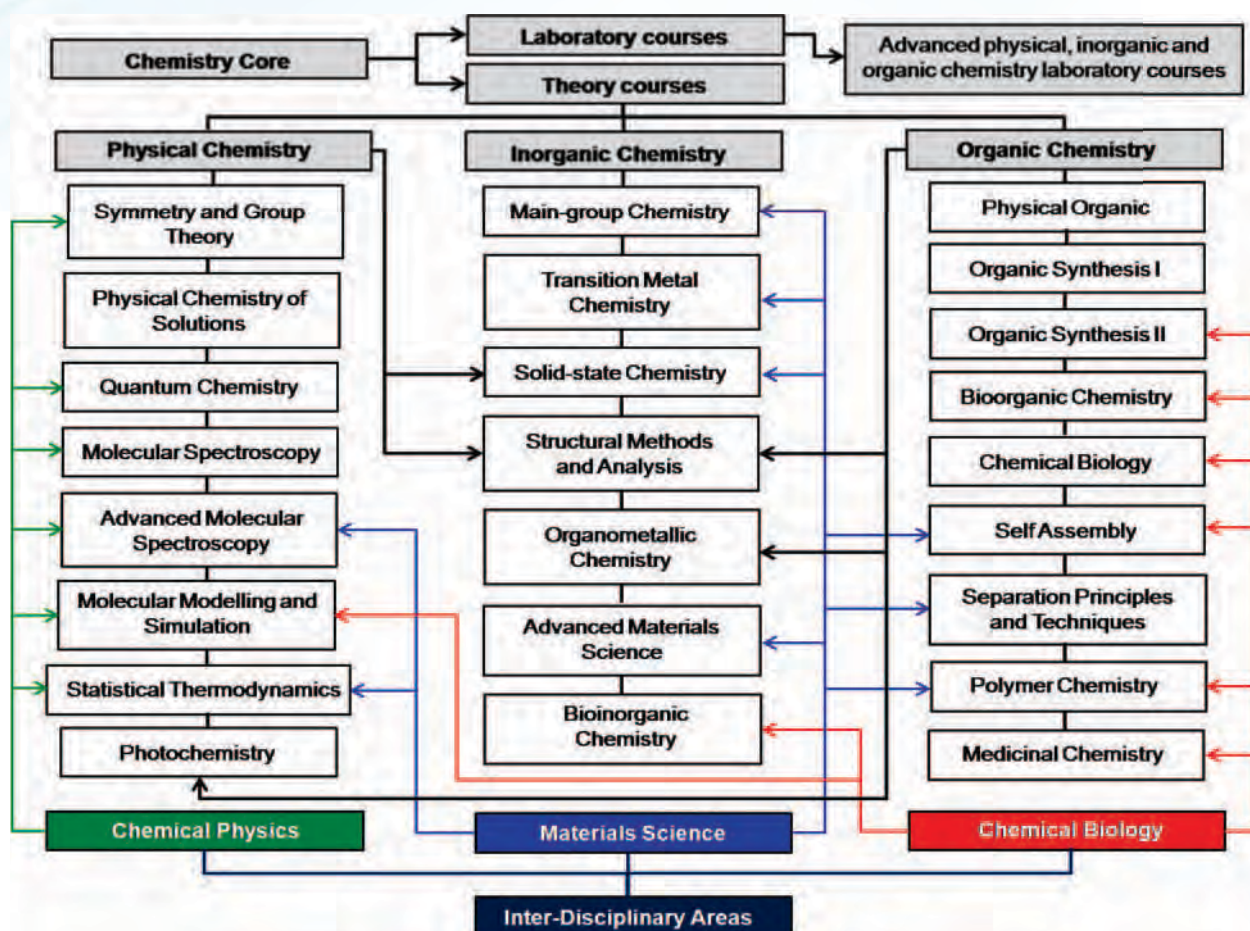 Chemistry Core
Laboratory courses
Theory courses
Advanced physical, inorganic and
organic chemistry laboratory courses
Physical Chemistry
Symmetry and Group
Theory
Physical Chemistry of
Solutions
Quantum Chemistry
Molecular Spectroscopy
Advanced Molecular
Spectroscopy
Molecular Modelling and
Simulation
Statistical Thermodynamics
Photochemistry
Inorganic Chemistry
Main-group Chemistry
Transition Metal
Chemistry
Solid-state Chemistry
Structural Methods
and Analysis
Organometallic
Chemistry
Advanced Materials
Science
Bioinorganic
Chemistry
Organic Chemistry
Physical Organic
Organic Synthesis I
Organic Synthesis II
Bioorganic Chemistry
Chemical Biology
Self Assembly
Separation Principles
and Techniques
Polymer Chemistry
Medicinal Chemistry
Chemical Physics
Materials Science
Chemical Biology
Inter-Disciplinary Areas